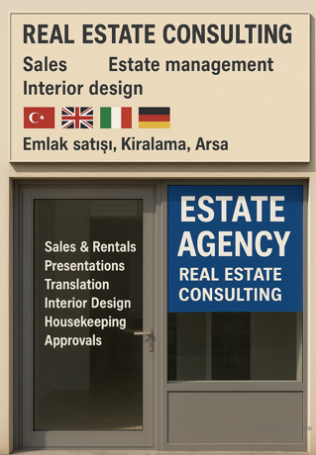 REAL ESTATE CONSULTING
Sales Estate management
Interior design
Emlak satışı, Kiralama, Arsa
ESTATE
AGENCY
REAL ESTATE
CONSULTING
Sales & Rentals
Presentations
Translation
Interior Design
Housekeeping
Approvals